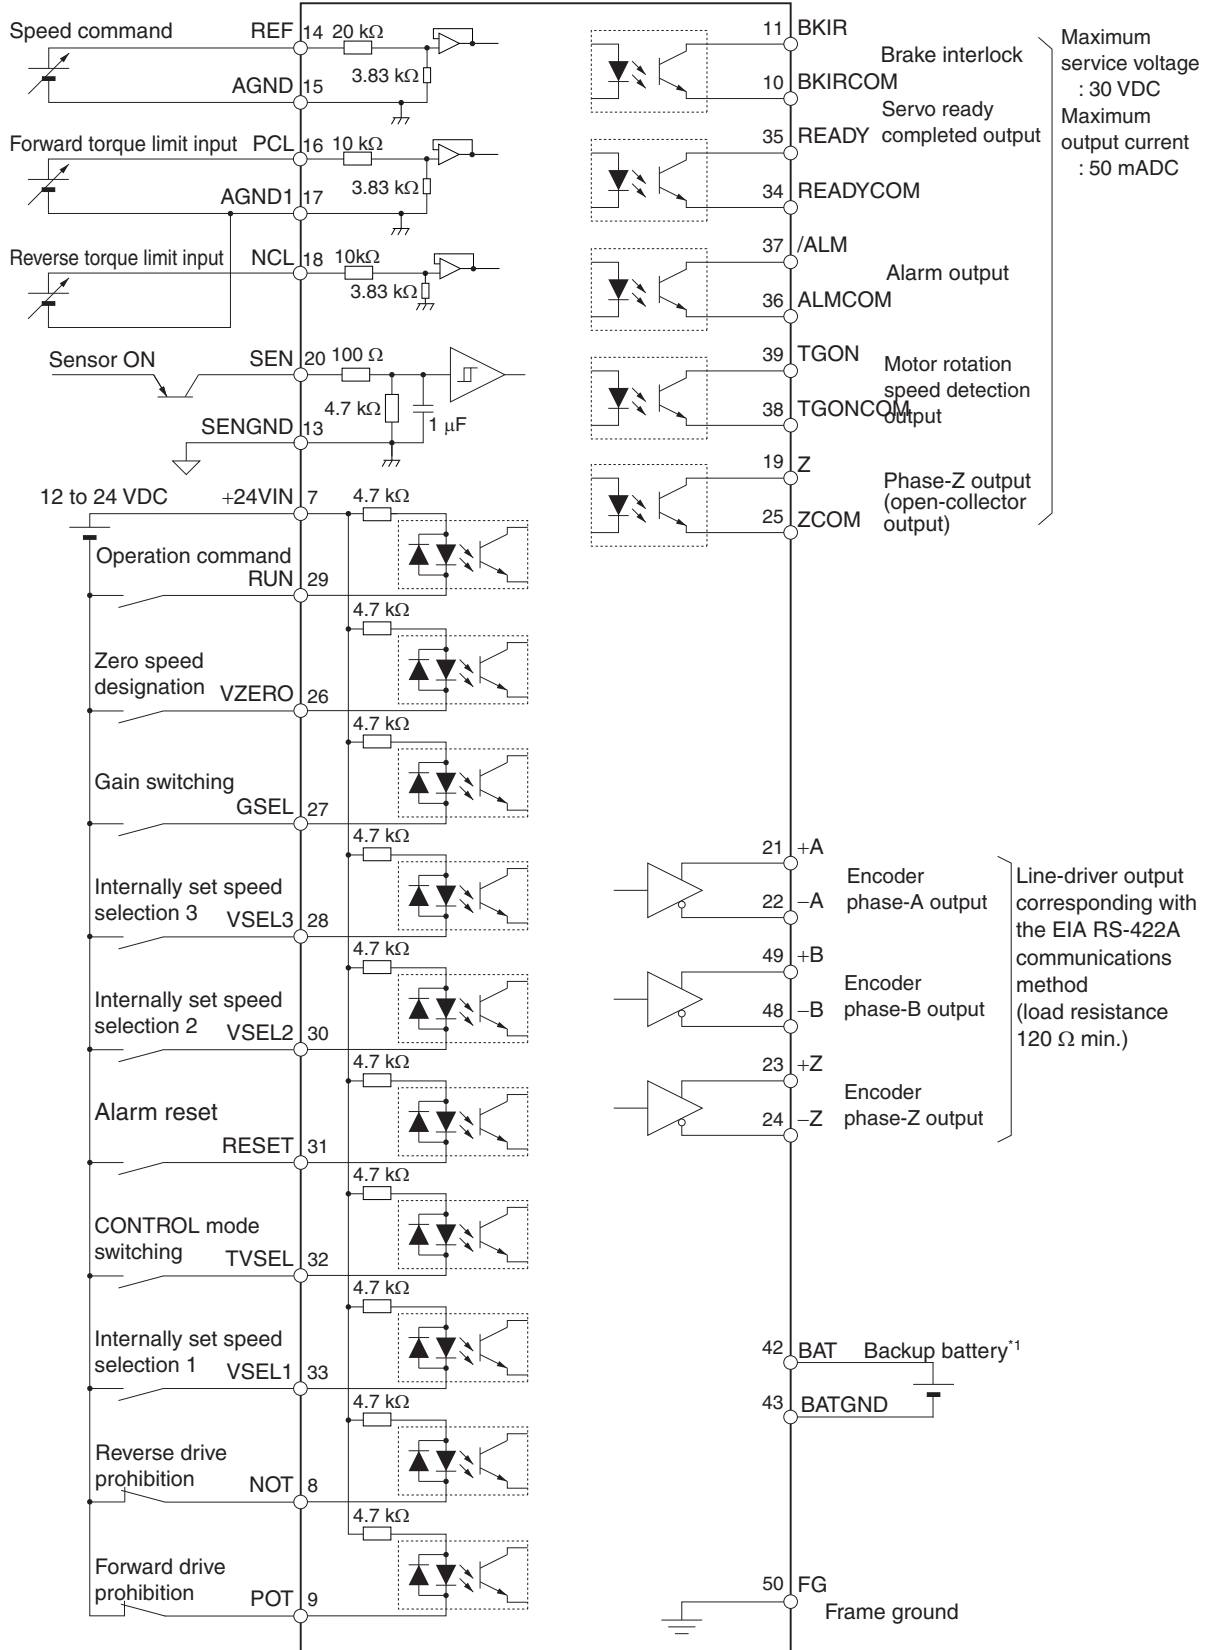 Speed command
REF 14 20 kΩ
3.83 kΩ
AGND 15
Forward torque limit input PCL 16 10 kΩ
3.83 kΩ
AGND1 17
Reverse torque limit input NCL 18 10kΩ
3.83 kΩ
Sensor ON SEN 20 100 Ω
4.7 kΩ
1 μF
SENGND 13
12 to 24 VDC +24VIN 7 4.7 kΩ
Operation command
RUN 29
4.7 kΩ
Zero speed
designation VZERO 26
4.7 kΩ
Gain switching
GSEL 27
4.7 kΩ
Internally set speed
selection 3 VSEL3 28
4.7 kΩ
Internally set speed
selection 2 VSEL2 30
4.7 kΩ
Alarm reset
RESET 31
4.7 kΩ
CONTROL mode
switching TVSEL 32
4.7 kΩ
Internally set speed
selection 1 VSEL1 33
4.7 kΩ
Reverse drive
prohibition NOT 8
4.7 kΩ
Forward drive
prohibition POT 9
11 BKIR
Brake interlock
10 BKIRCOM
Servo ready
completed output
35 READY
34 READYCOM
37 /ALM
Alarm output
36 ALMCOM
39 TGON
Motor rotation
speed detection
output
38 TGONCOM
19 Z
Phase-Z output
(open-collector
output)
25 ZCOM
Maximum
service voltage
: 30 VDC
Maximum
output current
: 50 mADC
21 +A
Encoder
phase-A output
22 −A
49 +B
Encoder
phase-B output
48 −B
23 +Z
Encoder
phase-Z output
24 −Z
Line-driver output
corresponding with
the EIA RS-422A
communications
method
(load resistance
120 Ω min.)
42 BAT Backup battery*1
43 BATGND
50 FG
Frame ground